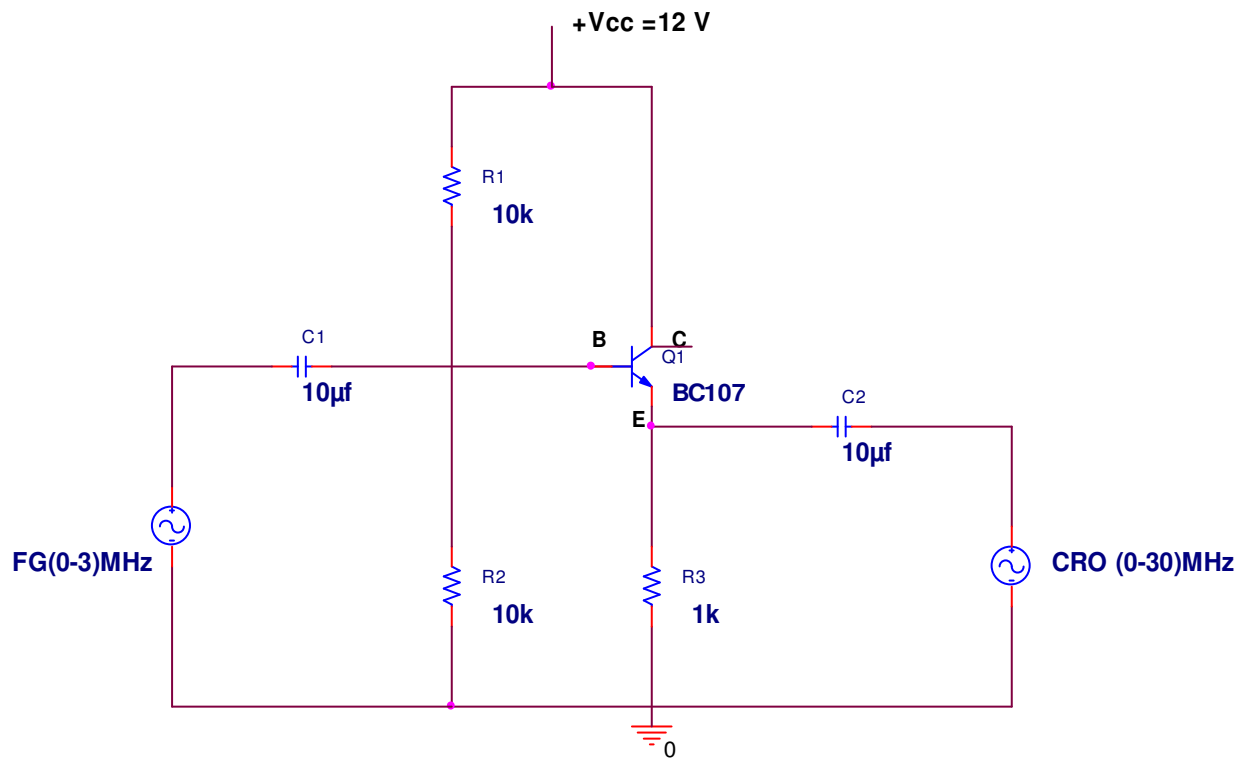 +Vcc =12 V
R1
10k
C1
10µf
B
C
Q1
BC107
E
C2
10µf
FG(0-3)MHz
R2
10k
R3
1k
CRO (0-30)MHz
0